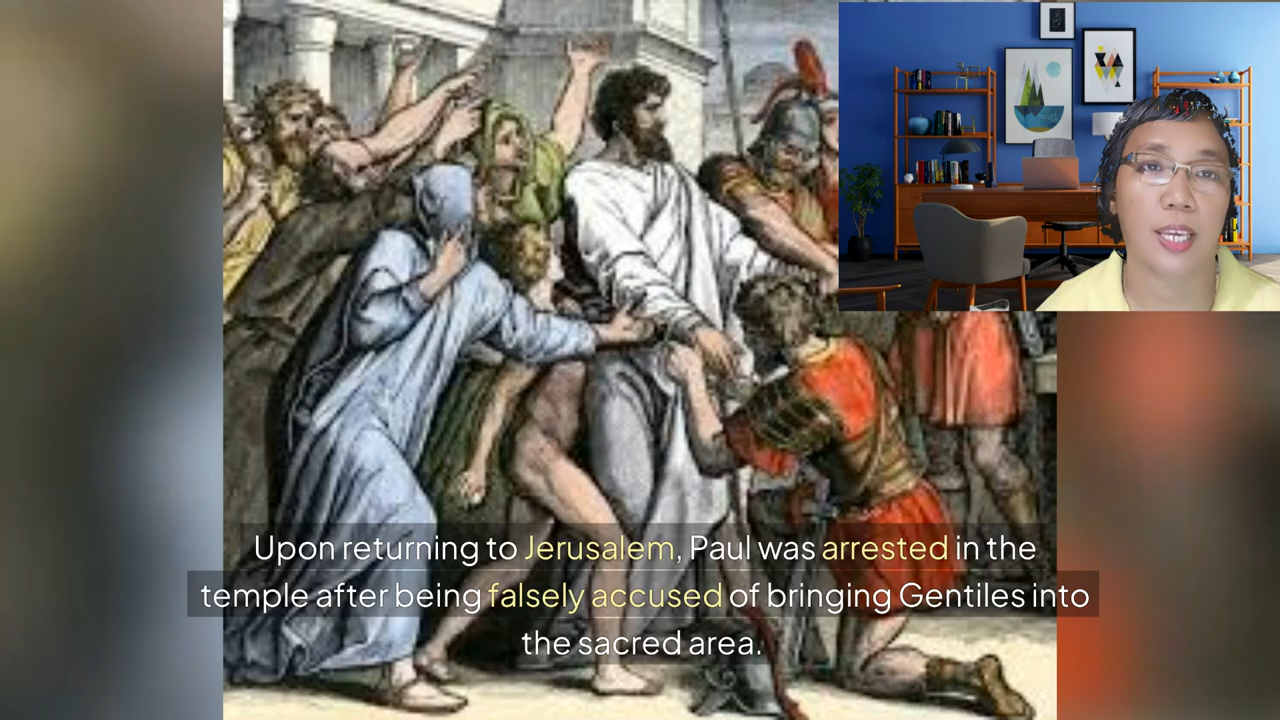 Upon returning to Jerusalem, Paul was arrested in the
temple after being falsely accused of bringing Gentiles into
the sacred area.